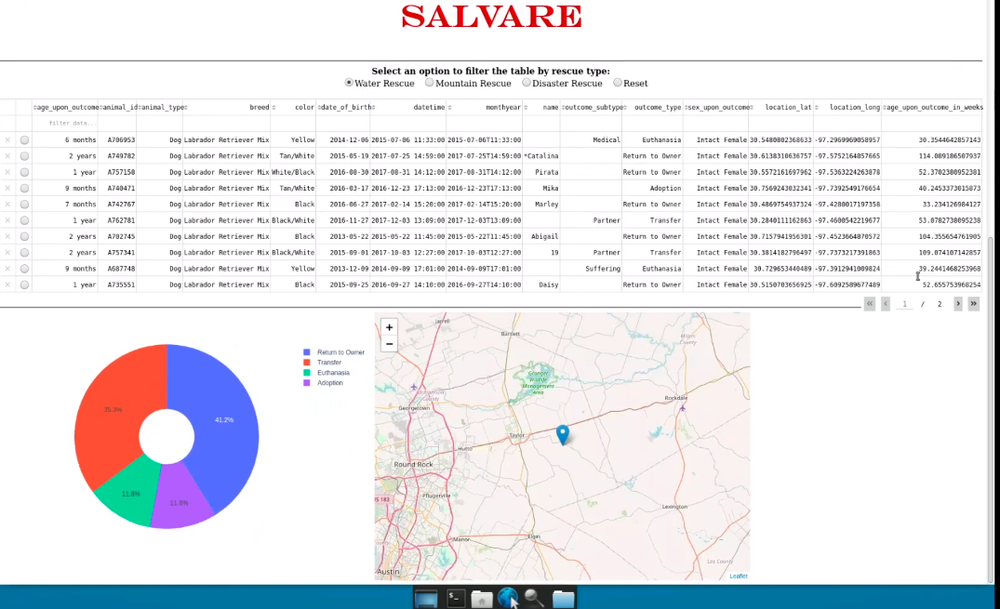 SALVARE
Select an option to filter the table by rescue type:
Water Rescue Mountain Rescue Disaster Rescue Reset
age_upon_outcome animal_id animal_type breed color date_of_birth datetime monthyear name outcome_subtype outcome_type sex_upon_outcome location_lat location_long age_upon_outcome_in_weeks
filter data...
6 months A706953 Dog Labrador Retriever Mix Yellow 2014-12-06 2015-07-06 11:33:00 2015-07-06T11:33:00 Medical Euthanasia Intact Female 30.5480802368633 -97.2969969058957 30.3544642857143
2 years A749782 Dog Labrador Retriever Mix Tan/White 2015-05-19 2017-07-25 14:59:00 2017-07-25T14:59:00 *Catalina Return to Owner Intact Female 30.6138310636757 -97.5752164857665 114.089186507937
1 year A757158 Dog Labrador Retriever Mix White/Black 2016-08-30 2017-08-31 14:12:00 2017-08-31T14:12:00 Pirata Return to Owner Intact Female 30.5572161697962 -97.5363224263878 52.3702380952381
9 months A740471 Dog Labrador Retriever Mix Tan/White 2016-03-17 2016-12-23 17:13:00 2016-12-23T17:13:00 Mika Adoption Intact Female 30.7569243032341 -97.7392549176654 40.2453373015873
7 months A742767 Dog Labrador Retriever Mix Black 2016-06-27 2017-02-14 15:20:00 2017-02-14T15:20:00 Marley Return to Owner Intact Female 30.4869754937324 -97.4280017197358 33.234126984127
1 year A762781 Dog Labrador Retriever Mix Black/White 2016-11-27 2017-12-03 13:09:00 2017-12-03T13:09:00 Partner Transfer Intact Female 30.2840111162863 -97.4600542219677 53.0782738095238
2 years A702745 Dog Labrador Retriever Mix Black 2013-05-22 2015-05-22 11:45:00 2015-05-22T11:45:00 Abigail Return to Owner Intact Female 30.7157941956301 -97.4523664870572 104.355654761905
2 years A757341 Dog Labrador Retriever Mix Black/White 2015-09-01 2017-10-03 12:27:00 2017-10-03T12:27:00 19 Partner Transfer Intact Female 30.3814182796497 -97.7373217391863 109.074107142857
9 months A687748 Dog Labrador Retriever Mix Yellow 2013-12-09 2014-09-09 17:01:00 2014-09-09T17:01:00 Suffering Euthanasia Intact Female 30.729653440489 -97.3912941009824 39.2441468253968
1 year A735551 Dog Labrador Retriever Mix Black 2015-09-25 2016-09-27 14:10:00 2016-09-27T14:10:00 Daisy Return to Owner Intact Female 30.5150703656925 -97.6092589677489 52.655753968254
1 / 2
Return to Owner
Transfer
Euthanasia
Adoption
35.3%
41.2%
11.8%
11.8%
+
−
Jarrell
Bartlett
Milam County
Granger Wildlife Management Area
Williamson County
Georgetown
Rockdale
Taylor
Hutto
Round Rock
Pflugerville
US 183
Lexington
Manor
Elgin
Lee County
Austin
Leaflet